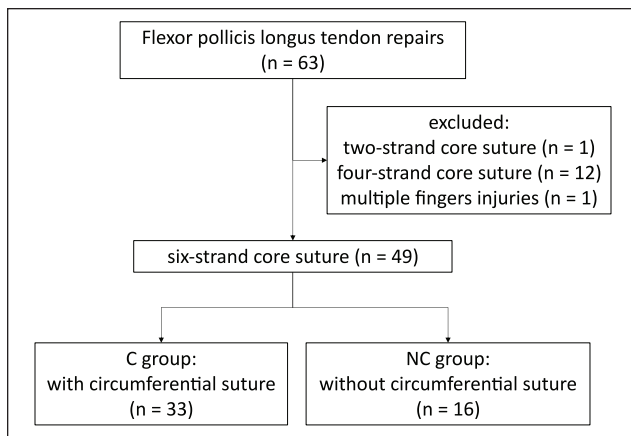 Flexor pollicis longus tendon repairs
(n = 63)
excluded:
two-strand core suture (n = 1)
four-strand core suture (n = 12)
multiple fingers injuries (n = 1)
six-strand core suture (n = 49)
C group:
with circumferential suture
(n = 33)
NC group:
without circumferential suture
(n = 16)